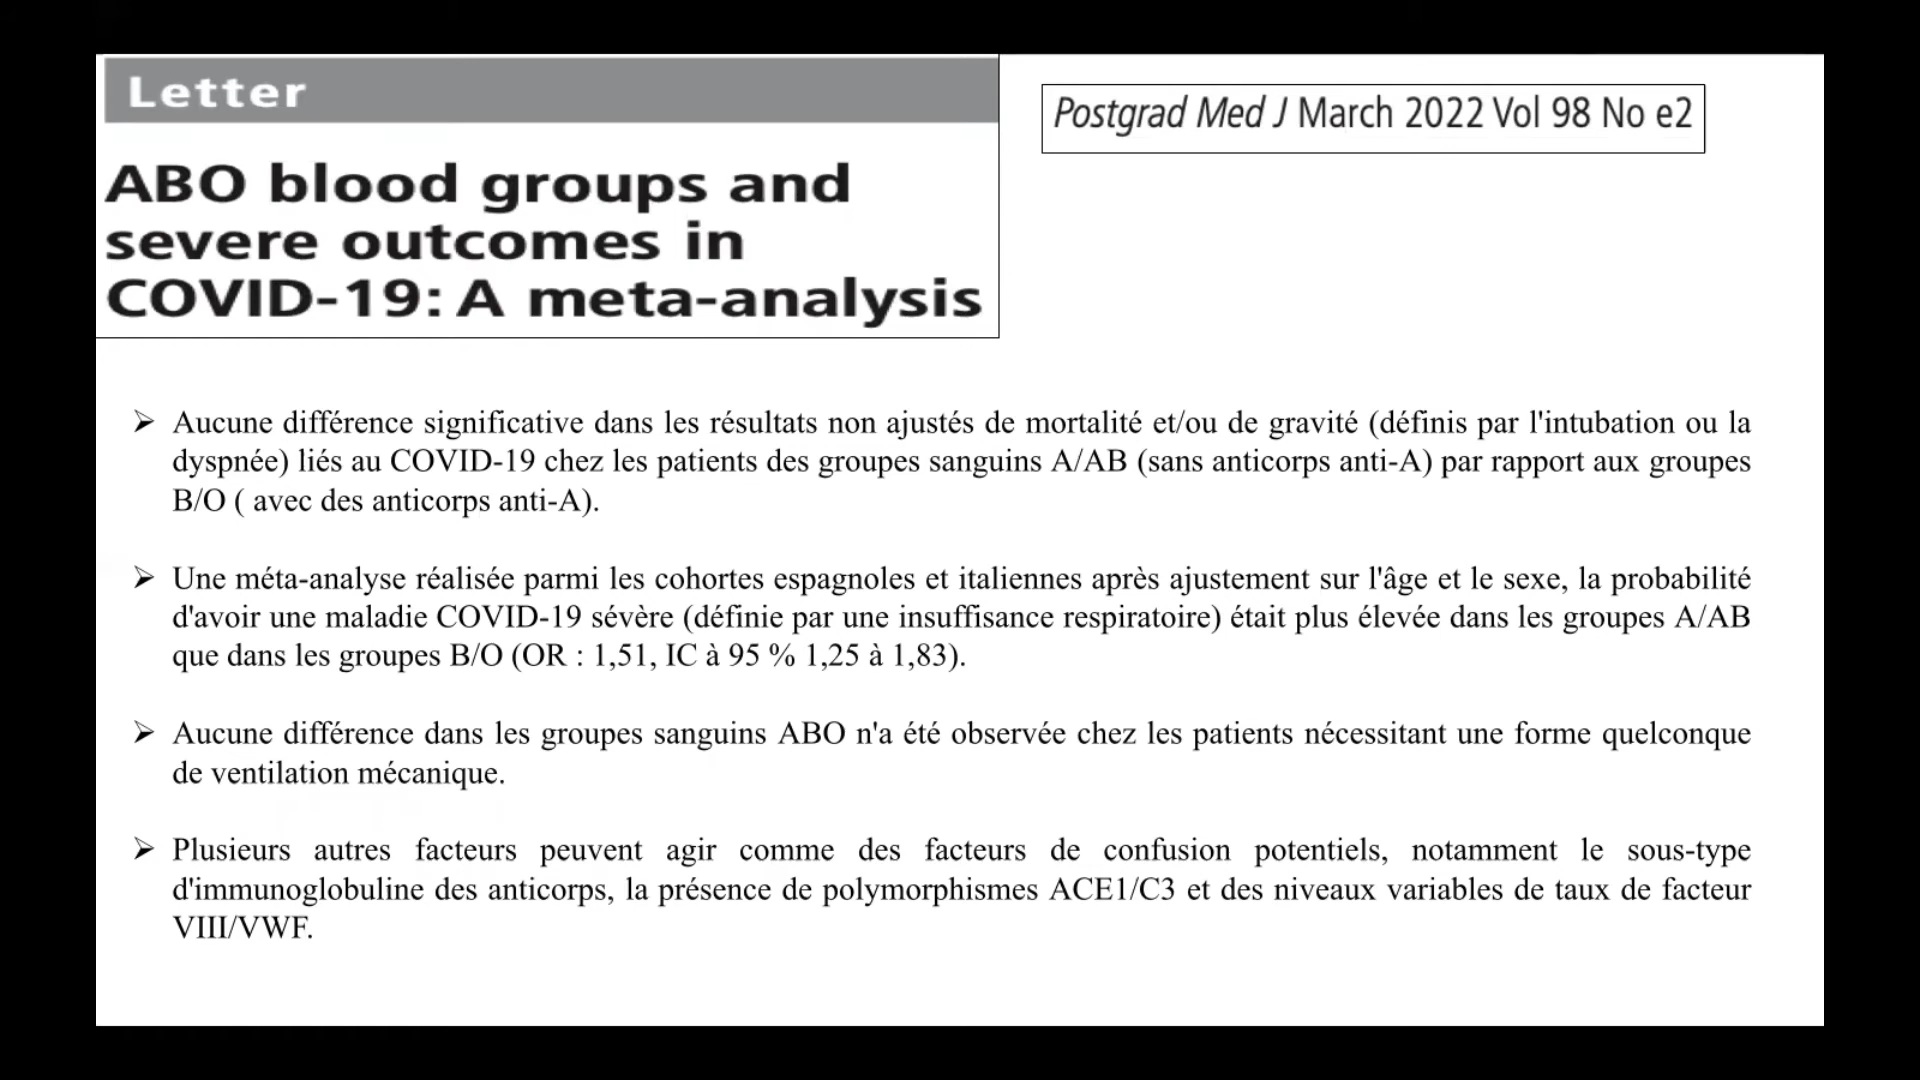 Letter
Postgrad Med J March 2022 Vol 98 No e2
ABO blood groups and
severe outcomes in
COVID-19: A meta-analysis
➢ Aucune différence significative dans les résultats non ajustés de mortalité et/ou de gravité (définis par l'intubation ou la
dyspnée) liés au COVID-19 chez les patients des groupes sanguins A/AB (sans anticorps anti-A) par rapport aux groupes
B/O ( avec des anticorps anti-A).
➢ Une méta-analyse réalisée parmi les cohortes espagnoles et italiennes après ajustement sur l'âge et le sexe, la probabilité
d'avoir une maladie COVID-19 sévère (définie par une insuffisance respiratoire) était plus élevée dans les groupes A/AB
que dans les groupes B/O (OR : 1,51, IC à 95 % 1,25 à 1,83).
➢ Aucune différence dans les groupes sanguins ABO n'a été observée chez les patients nécessitant une forme quelconque
de ventilation mécanique.
➢ Plusieurs autres facteurs peuvent agir comme des facteurs de confusion potentiels, notamment le sous-type
d'immunoglobuline des anticorps, la présence de polymorphismes ACE1/C3 et des niveaux variables de taux de facteur
VIII/VWF.